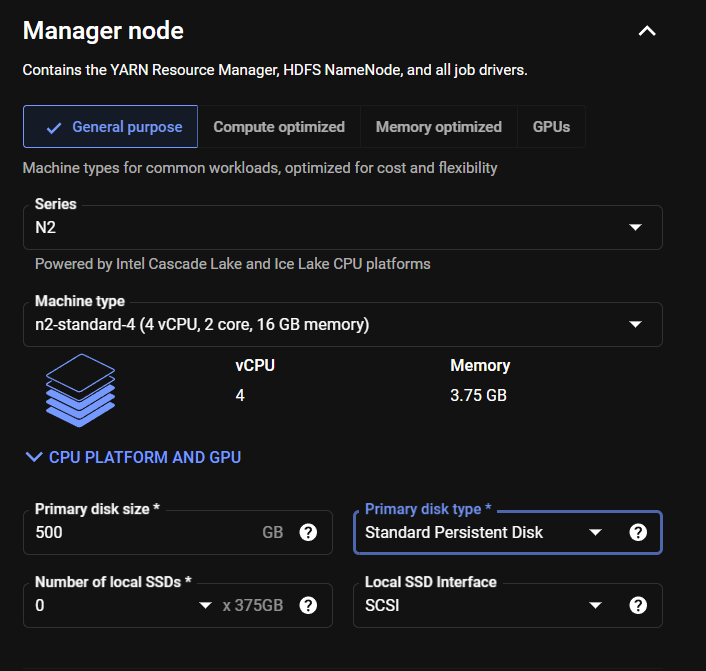 Manager node
Contains the YARN Resource Manager, HDFS NameNode, and all job drivers.
General purpose Compute optimized Memory optimized GPUs
Machine types for common workloads, optimized for cost and flexibility
Series
N2
Powered by Intel Cascade Lake and Ice Lake CPU platforms
Machine type
n2-standard-4 (4 vCPU, 2 core, 16 GB memory)
vCPU Memory
4 3.75 GB
CPU PLATFORM AND GPU
Primary disk size * Primary disk type *
500 GB ? Standard Persistent Disk ?
Number of local SSDs * Local SSD Interface
0 x 375GB ? SCSI ?